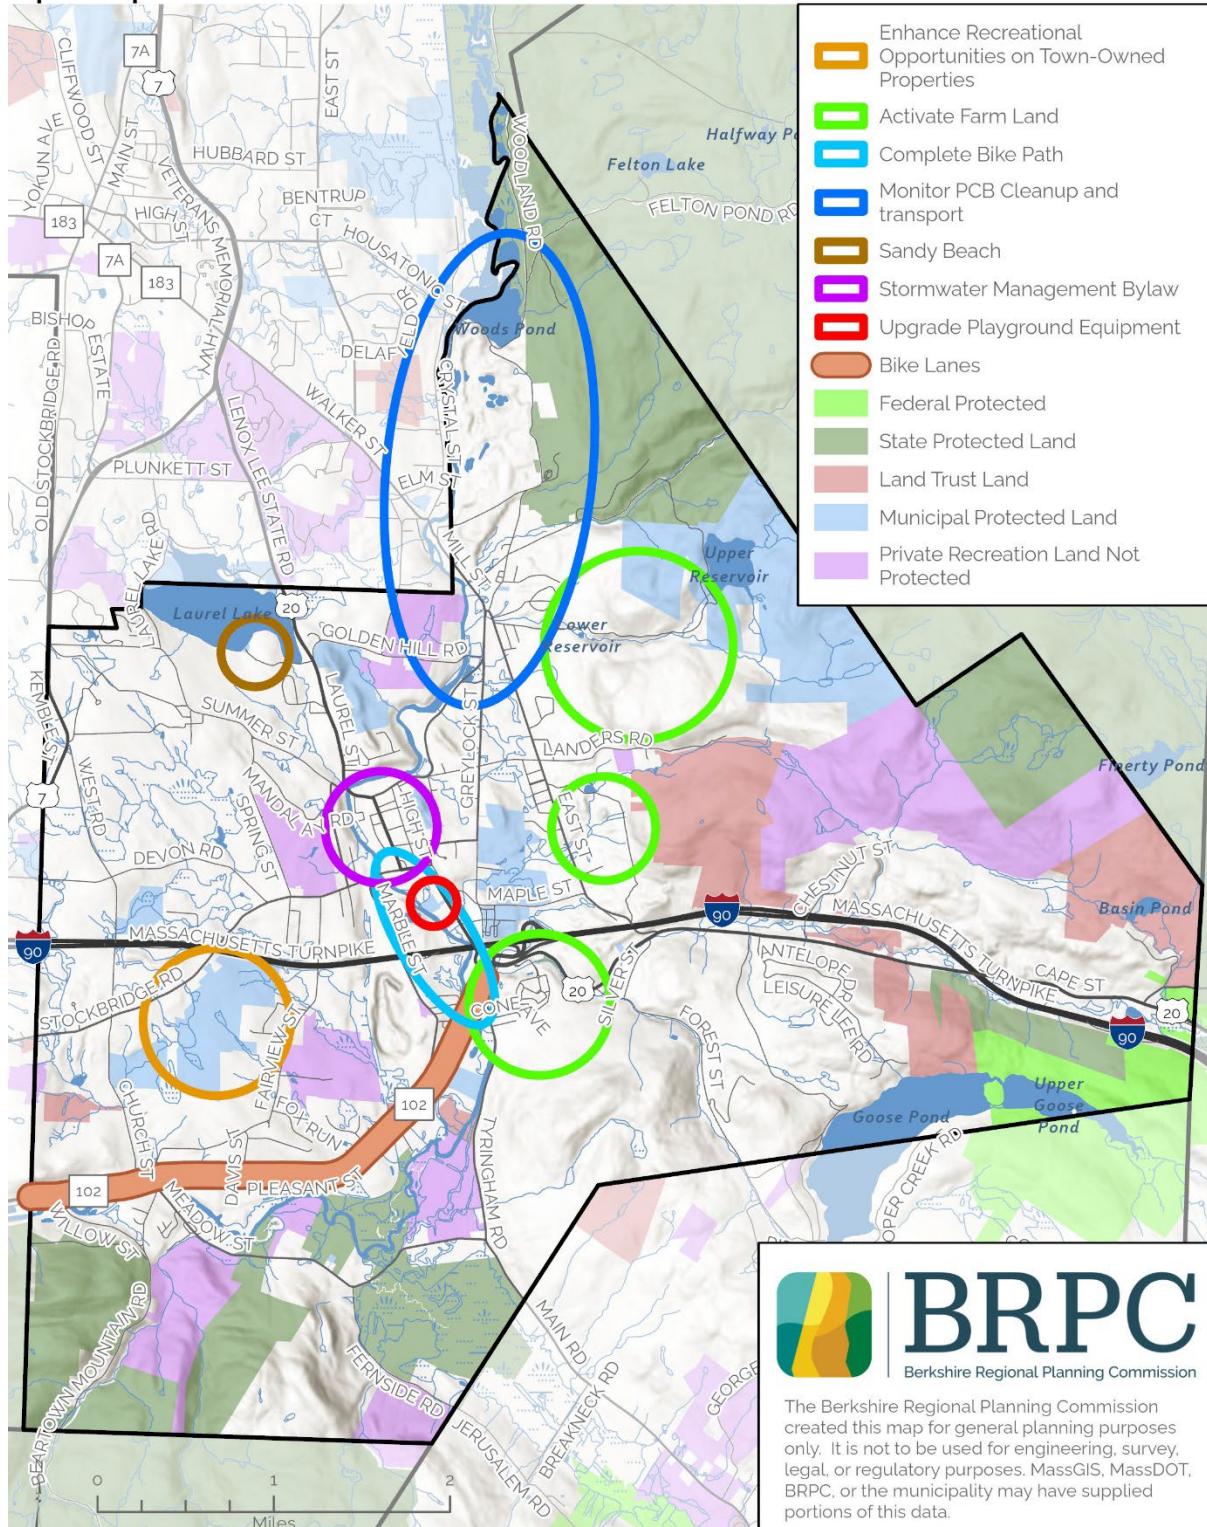 Enhance Recreational
Opportunities on Town-Owned
Properties
Activate Farm Land
Complete Bike Path
Monitor PCB Cleanup and
transport
Sandy Beach
Stormwater Management Bylaw
Upgrade Playground Equipment
Bike Lanes
Federal Protected
State Protected Land
Land Trust Land
Municipal Protected Land
Private Recreation Land Not
Protected
7A
7
20
CLIFFWOOD ST
MAIN ST
EAST ST
YOKUN AVE
HUBBARD ST
VETERANS MEMORIAL HWY
WOODLAND RD
Felton Lake
FELTON POND RD
BENTRUP
CT
183
HIGH ST
7A
183
HOUSATONIC ST
BISHOP
ESTATE
DELAFIELD DR
Woods Pond
OLD STOCKBRIDGE RD
WALKER ST
CRYSTAL ST
LENOX LEE STATE RD
PLUNKETT ST
ELM ST
LAUREL LAKE RD
MILL ST
Upper
Reservoir
Laurel Lake
20
GOLDEN HILL RD
Lower
Reservoir
KEMBLE ST
SUMMER ST
LAUREL ST
GREYLOCK ST
LANDERS RD
WEST RD
Finerty Pond
7
HIGH ST
EAST ST
SPRING ST
DEVON RD
CHESTNUT ST
MAPLE ST
MARBLE ST
90
MASSACHUSETTS TURNPIKE
Basin Pond
90
MASSACHUSETTS TURNPIKE
STOCKBRIDGE RD
ANTELOPE DR
CAPE ST
20
SILVER ST
LEISURE LEE RD
20
90
FOREST ST
FAIRVIEW ST
CHURCH ST
FOX RUN
102
Goose Pond
Upper
Goose
Pond
DAVIS ST
TYRINGHAM RD
102
PLEASANT ST
WILLOW ST
MEADOW ST
BEARTOWN MOUNTAIN RD
MAIN RD
FERNSIDE RD
BREAKNECK RD
JERUSALEM RD
0 1 2
Miles
BRPC
Berkshire Regional Planning Commission
The Berkshire Regional Planning Commission
created this map for general planning purposes
only. It is not to be used for engineering, survey,
legal, or regulatory purposes. MassGIS, MassDOT,
BRPC, or the municipality may have supplied
portions of this data.